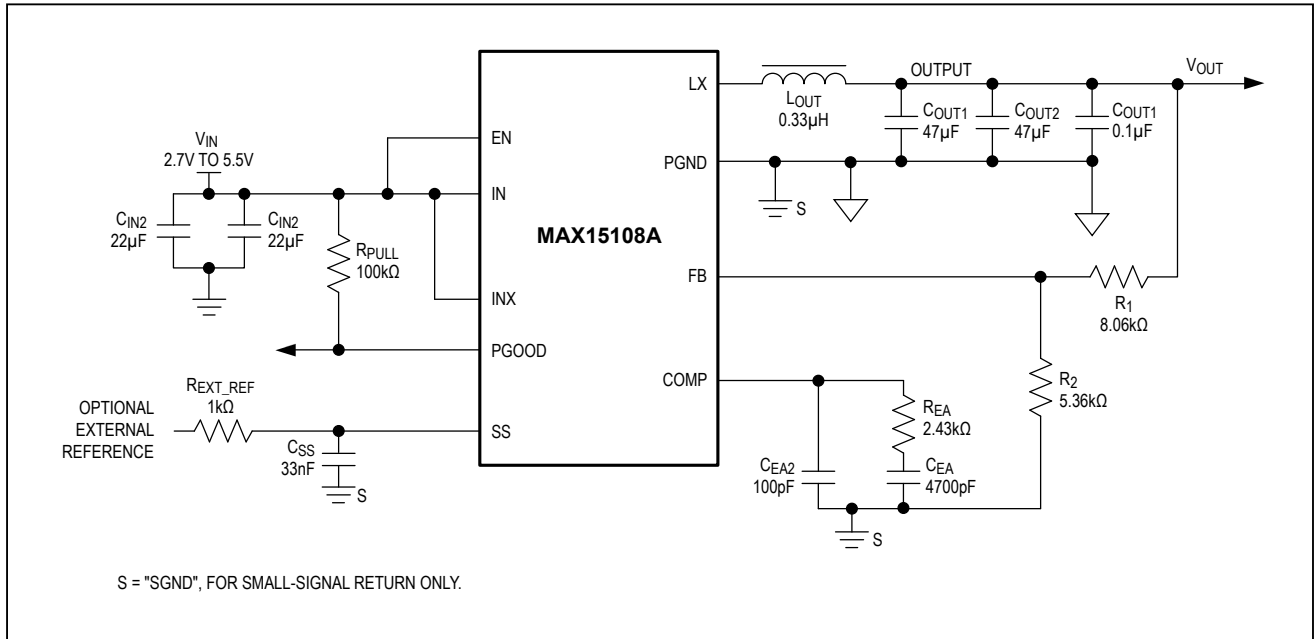 MAX15108A
EN
IN
INX
PGOOD
SS
LX
PGND
FB
COMP
VIN
2.7V TO 5.5V
CIN2
22µF
CIN2
22µF
RPULL
100kΩ
OPTIONAL
EXTERNAL
REFERENCE
REXT_REF
1kΩ
CSS
33nF
S
LOUT
0.33µH
OUTPUT
VOUT
COUT1
47µF
COUT2
47µF
COUT1
0.1µF
S
R1
8.06kΩ
R2
5.36kΩ
REA
2.43kΩ
CEA2
100pF
CEA
4700pF
S
S = "SGND", FOR SMALL-SIGNAL RETURN ONLY.